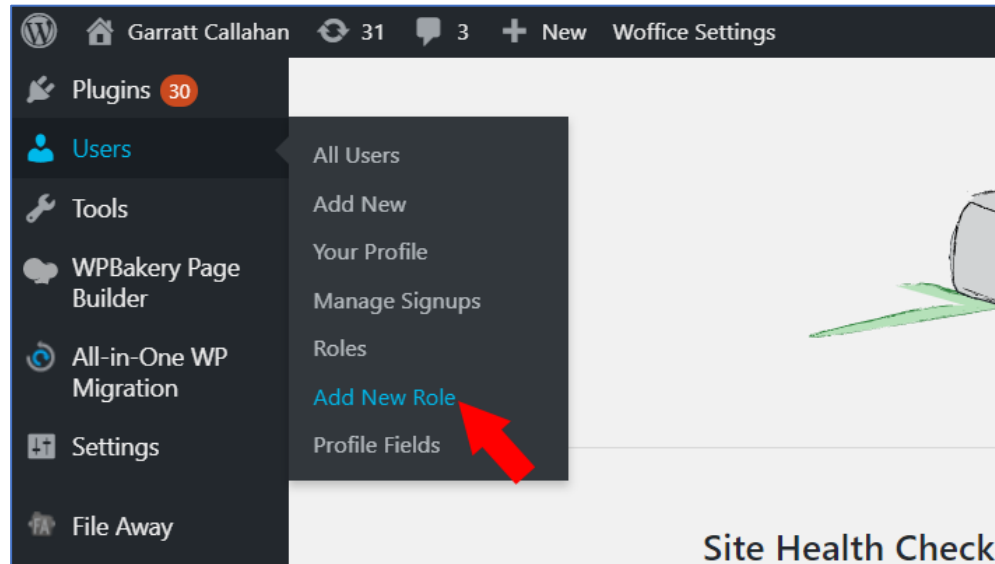 Garratt Callahan 31 3 New Woffice Settings
Plugins 30
Users
Tools
WPBakery Page
Builder
All-in-One WP
Migration
Settings
FA File Away
All Users
Add New
Your Profile
Manage Signups
Roles
Add New Role
Profile Fields
Site Health Check